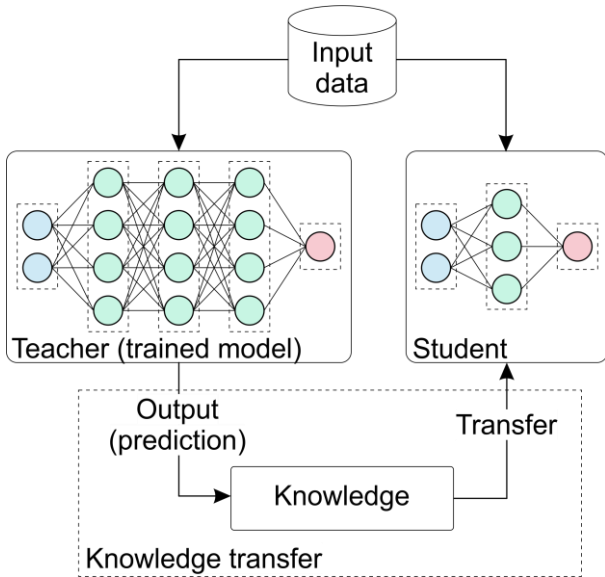 Input
data
Teacher (trained model)
Student
Output
(prediction)
Transfer
Knowledge
Knowledge transfer